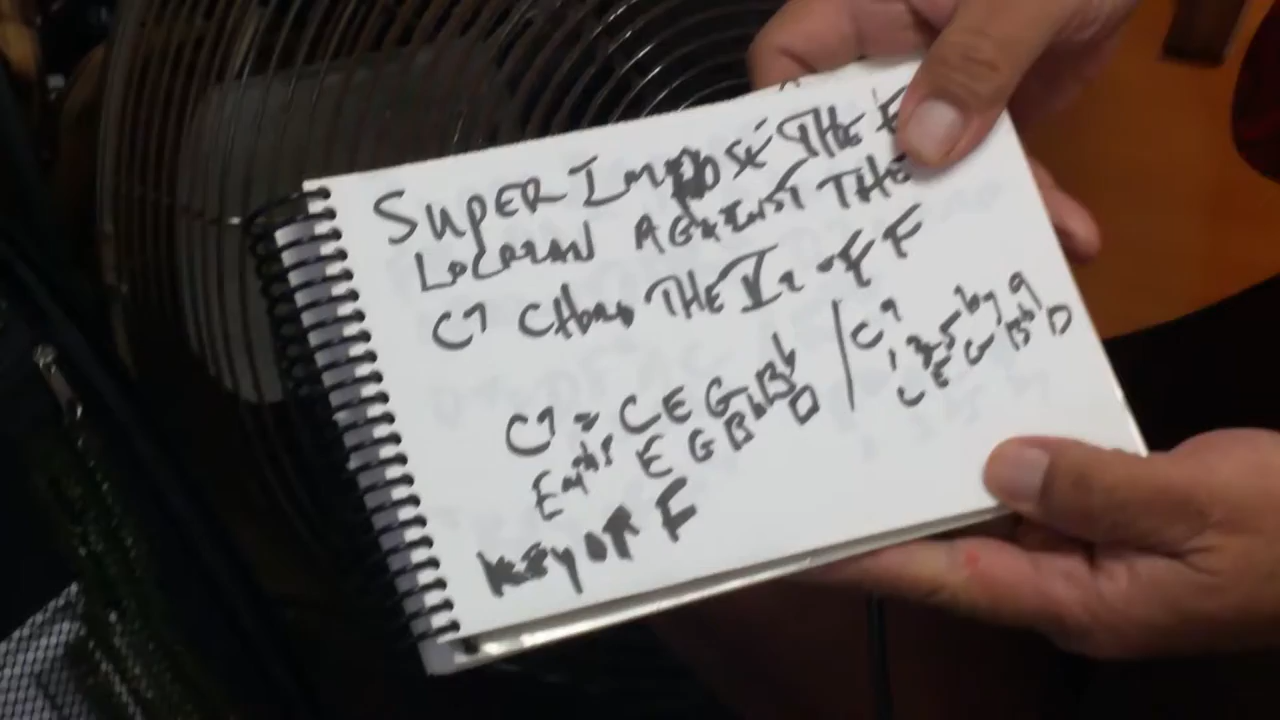 SUPER IMPOSE THE E
LOCRIAN AGAINST THE
C7 CHORD THE V7 OF F
C7 = C E G Bb / C9
1 3 5 b7 9
C E G Bb D
E G Bb D
KEY OF F